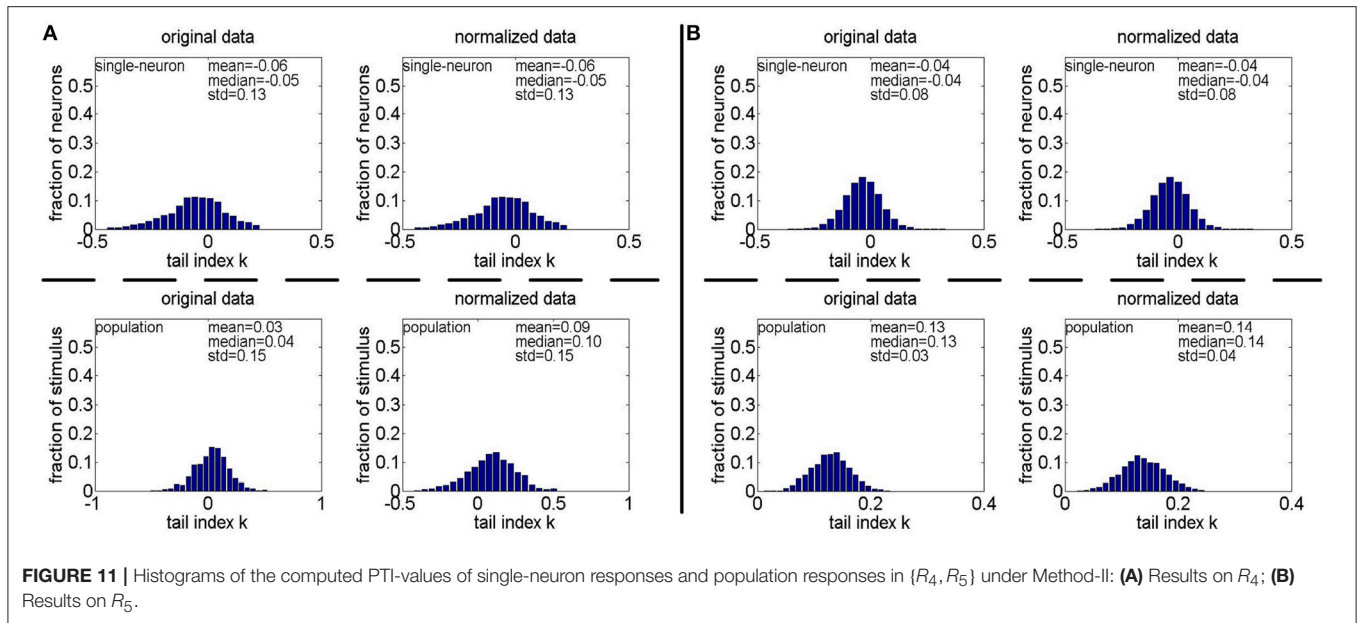 A
original data
single-neuron
mean=-0.06
median=-0.05
std=0.13
fraction of neurons
0.5
0.4
0.3
0.2
0.1
0
-0.5 0 0.5
tail index k
normalized data
single-neuron
mean=-0.06
median=-0.05
std=0.13
fraction of neurons
0.5
0.4
0.3
0.2
0.1
0
-0.5 0 0.5
tail index k
original data
population
mean=0.03
median=0.04
std=0.15
fraction of stimulus
0.5
0.4
0.3
0.2
0.1
0
-1 0 1
tail index k
normalized data
population
mean=0.09
median=0.10
std=0.15
fraction of stimulus
0.5
0.4
0.3
0.2
0.1
0
0 0.5 1
tail index k
B
original data
single-neuron
mean=-0.04
median=-0.04
std=0.08
fraction of neurons
0.5
0.4
0.3
0.2
0.1
0
-0.5 0 0.5
tail index k
normalized data
single-neuron
mean=-0.04
median=-0.04
std=0.08
fraction of neurons
0.5
0.4
0.3
0.2
0.1
0
-0.5 0 0.5
tail index k
original data
population
mean=0.13
median=0.13
std=0.03
fraction of stimulus
0.5
0.4
0.3
0.2
0.1
0
0 0.2 0.4
tail index k
normalized data
population
mean=0.14
median=0.14
std=0.04
fraction of stimulus
0.5
0.4
0.3
0.2
0.1
0
0 0.2 0.4
tail index k
FIGURE 11 | Histograms of the computed PTI-values of single-neuron responses and population responses in {R4, R5} under Method-II: (A) Results on R4; (B)
Results on R5.